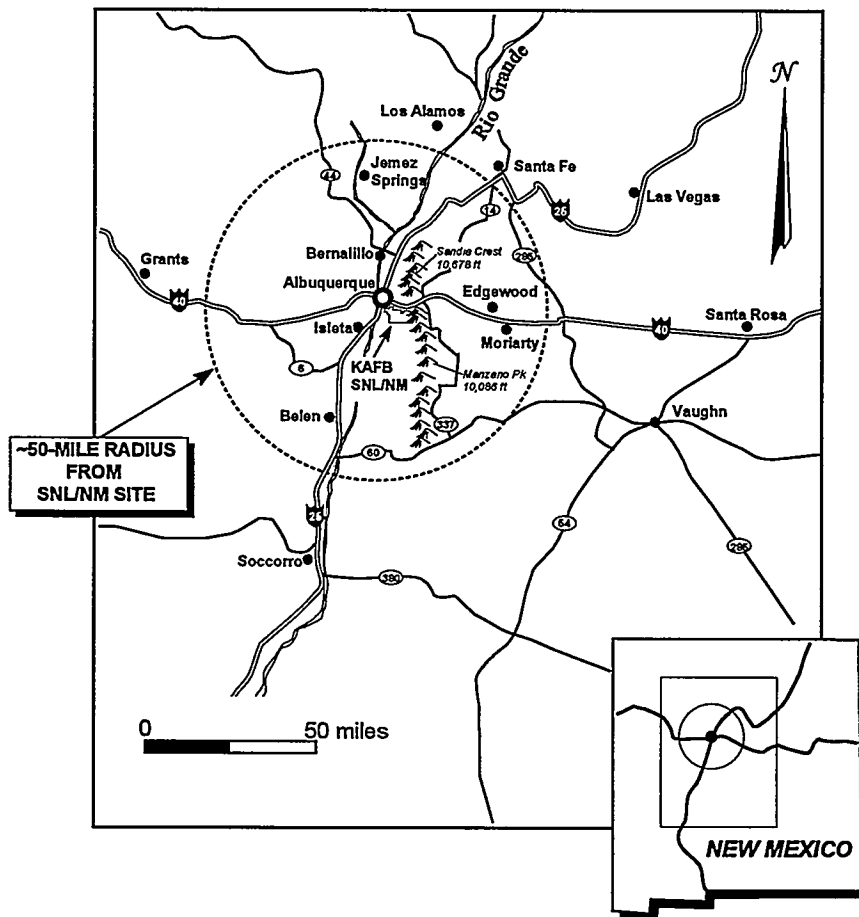 N
Rio Grande
Los Alamos
Jemez
Springs
Santa Fe
44
14
25
Las Vegas
Bernalillo
Sandia Crest
10,678 ft
285
Grants
Albuquerque
Edgewood
Santa Rosa
40
Isleta
Moriarty
40
KAFB
SNL/NM
6
Manzano Pk
10,086 ft
Belen
337
Vaughn
~50-MILE RADIUS
FROM
SNL/NM SITE
60
25
54
285
Soccorro
380
0
50 miles
NEW MEXICO